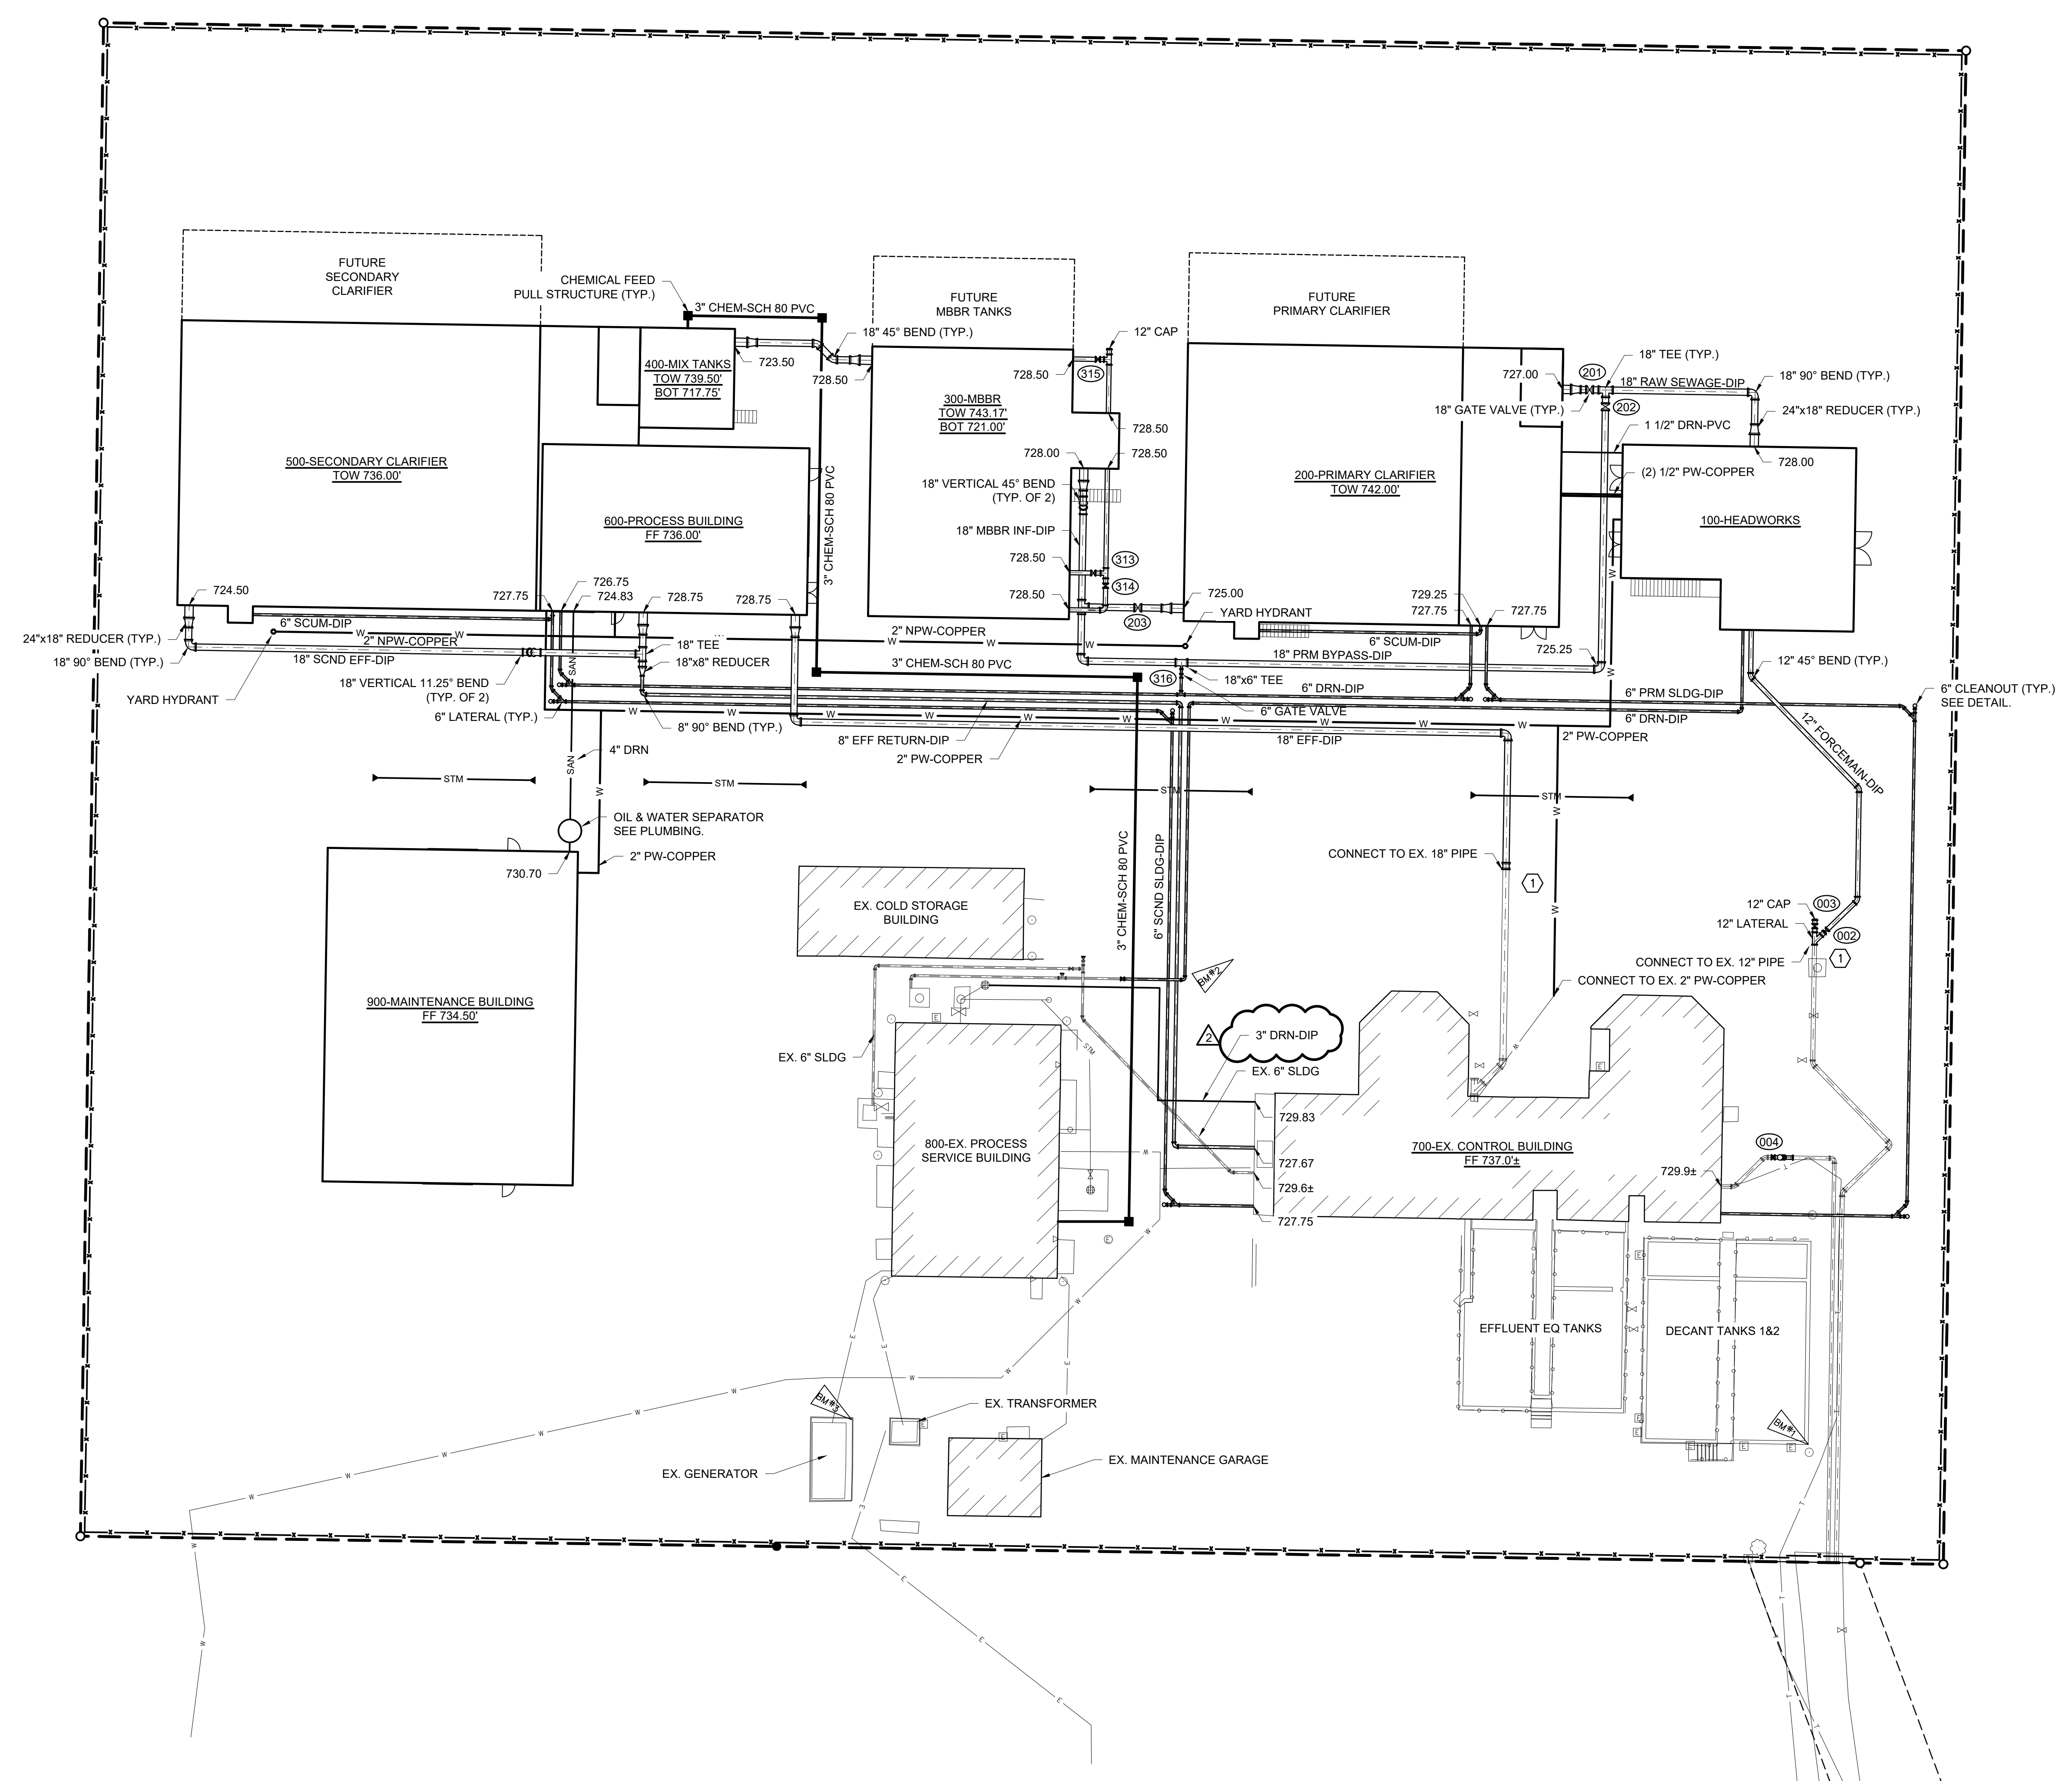 FUTURE
SECONDARY
CLARIFIER
CHEMICAL FEED
PULL STRUCTURE (TYP.)
3" CHEM-SCH 80 PVC
FUTURE
MBBR TANKS
FUTURE
PRIMARY CLARIFIER
18" 45° BEND (TYP.)
12" CAP
400-MIX TANKS
TOW 739.50'
BOT 717.75'
723.50
728.50
728.50
315
300-MBBR
TOW 743.17'
BOT 721.00'
728.50
728.00
728.50
727.00
201
18" TEE (TYP.)
18" RAW SEWAGE-DIP
18" 90° BEND (TYP.)
18" GATE VALVE (TYP.)
202
24"x18" REDUCER (TYP.)
1 1/2" DRN-PVC
728.00
(2) 1/2" PW-COPPER
500-SECONDARY CLARIFIER
TOW 736.00'
600-PROCESS BUILDING
FF 736.00'
3" CHEM-SCH 80 PVC
18" VERTICAL 45° BEND
(TYP. OF 2)
18" MBBR INF-DIP
728.50
313
314
728.50
203
725.00
200-PRIMARY CLARIFIER
TOW 742.00'
100-HEADWORKS
724.50
727.75
726.75
724.83
728.75
728.75
YARD HYDRANT
729.25
727.75
727.75
6" SCUM-DIP
W W
2" NPW-COPPER
24"x18" REDUCER (TYP.)
18" 90° BEND (TYP.)
18" SCND EFF-DIP
SAN
18" TEE
18"x8" REDUCER
2" NPW-COPPER
W W W
6" SCUM-DIP
18" PRM BYPASS-DIP
725.25
W
W
12" 45° BEND (TYP.)
YARD HYDRANT
18" VERTICAL 11.25° BEND
(TYP. OF 2)
6" LATERAL (TYP.)
3" CHEM-SCH 80 PVC
316
18"x6" TEE
6" DRN-DIP
6" GATE VALVE
6" PRM SLDG-DIP
6" DRN-DIP
6" CLEANOUT (TYP.)
SEE DETAIL.
W W W W W W W W W
8" 90° BEND (TYP.)
8" EFF RETURN-DIP
2" PW-COPPER
18" EFF-DIP
2" PW-COPPER
12" FORCEMAIN-DIP
4" DRN
SAN
STM
STM
STM
STM
W
W
OIL & WATER SEPARATOR
SEE PLUMBING.
2" PW-COPPER
730.70
3" CHEM-SCH 80 PVC
6" SCND SLDG-DIP
CONNECT TO EX. 18" PIPE
1
W
EX. COLD STORAGE
BUILDING
12" CAP
003
12" LATERAL
002
CONNECT TO EX. 12" PIPE
1
BM#2
CONNECT TO EX. 2" PW-COPPER
900-MAINTENANCE BUILDING
FF 734.50'
E
2
3" DRN-DIP
EX. 6" SLDG
STM
EX. 6" SLDG
W
E
729.83
800-EX. PROCESS
SERVICE BUILDING
700-EX. CONTROL BUILDING
FF 737.0'±
004
W
727.67
729.9±
T
729.6±
727.75
W
E
E
W
E
EFFLUENT EQ TANKS
DECANT TANKS 1&2
E
E
E
W W W W W W W W
BM#3
EX. TRANSFORMER
E
E
BM#1
E
E
E
E
E
EX. GENERATOR
EX. MAINTENANCE GARAGE
E
T
T
W
E
T
T
W
E
T
E
T